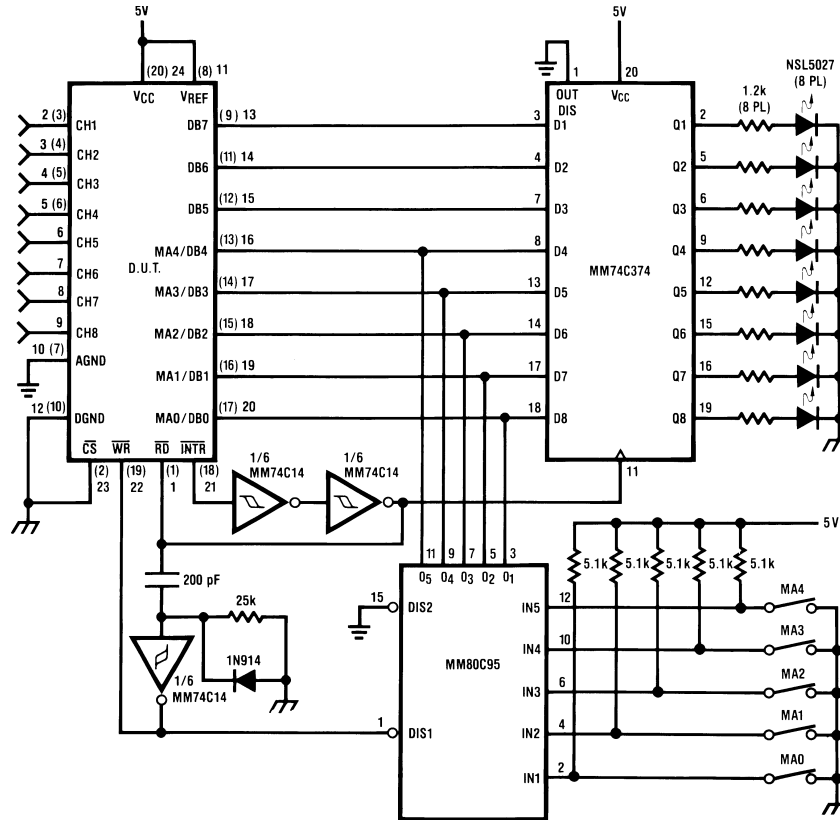 5V
5V
(20) 24 (8) 11
VCC VREF
1 20
OUT DIS VCC
NSL5027
(8 PL)
1.2k
(8 PL)
2 (3) CH1
3 (4) CH2
4 (5) CH3
5 (6) CH4
6 CH5
7 CH6
8 CH7
9 CH8
10 (7) AGND
12 (10) DGND
D.U.T.
DB7 (9) 13
DB6 (11) 14
DB5 (12) 15
MA4/DB4 (13) 16
MA3/DB3 (14) 17
MA2/DB2 (15) 18
MA1/DB1 (16) 19
MA0/DB0 (17) 20
3 D1
4 D2
7 D3
8 D4
13 D5
14 D6
17 D7
18 D8
MM74C374
Q1 2
Q2 5
Q3 6
Q4 9
Q5 12
Q6 15
Q7 16
Q8 19
11
CS WR RD INTR
(2) (19) (1) (18)
23 22 1 21
1/6
MM74C14
1/6
MM74C14
200 pF
25k
1N914
1/6
MM74C14
11 9 7 5 3
O5 O4 O3 O2 O1
15 DIS2
1 DIS1
MM80C95
IN5 12
IN4 10
IN3 6
IN2 4
IN1 2
5V
5.1k 5.1k 5.1k 5.1k 5.1k
MA4
MA3
MA2
MA1
MA0